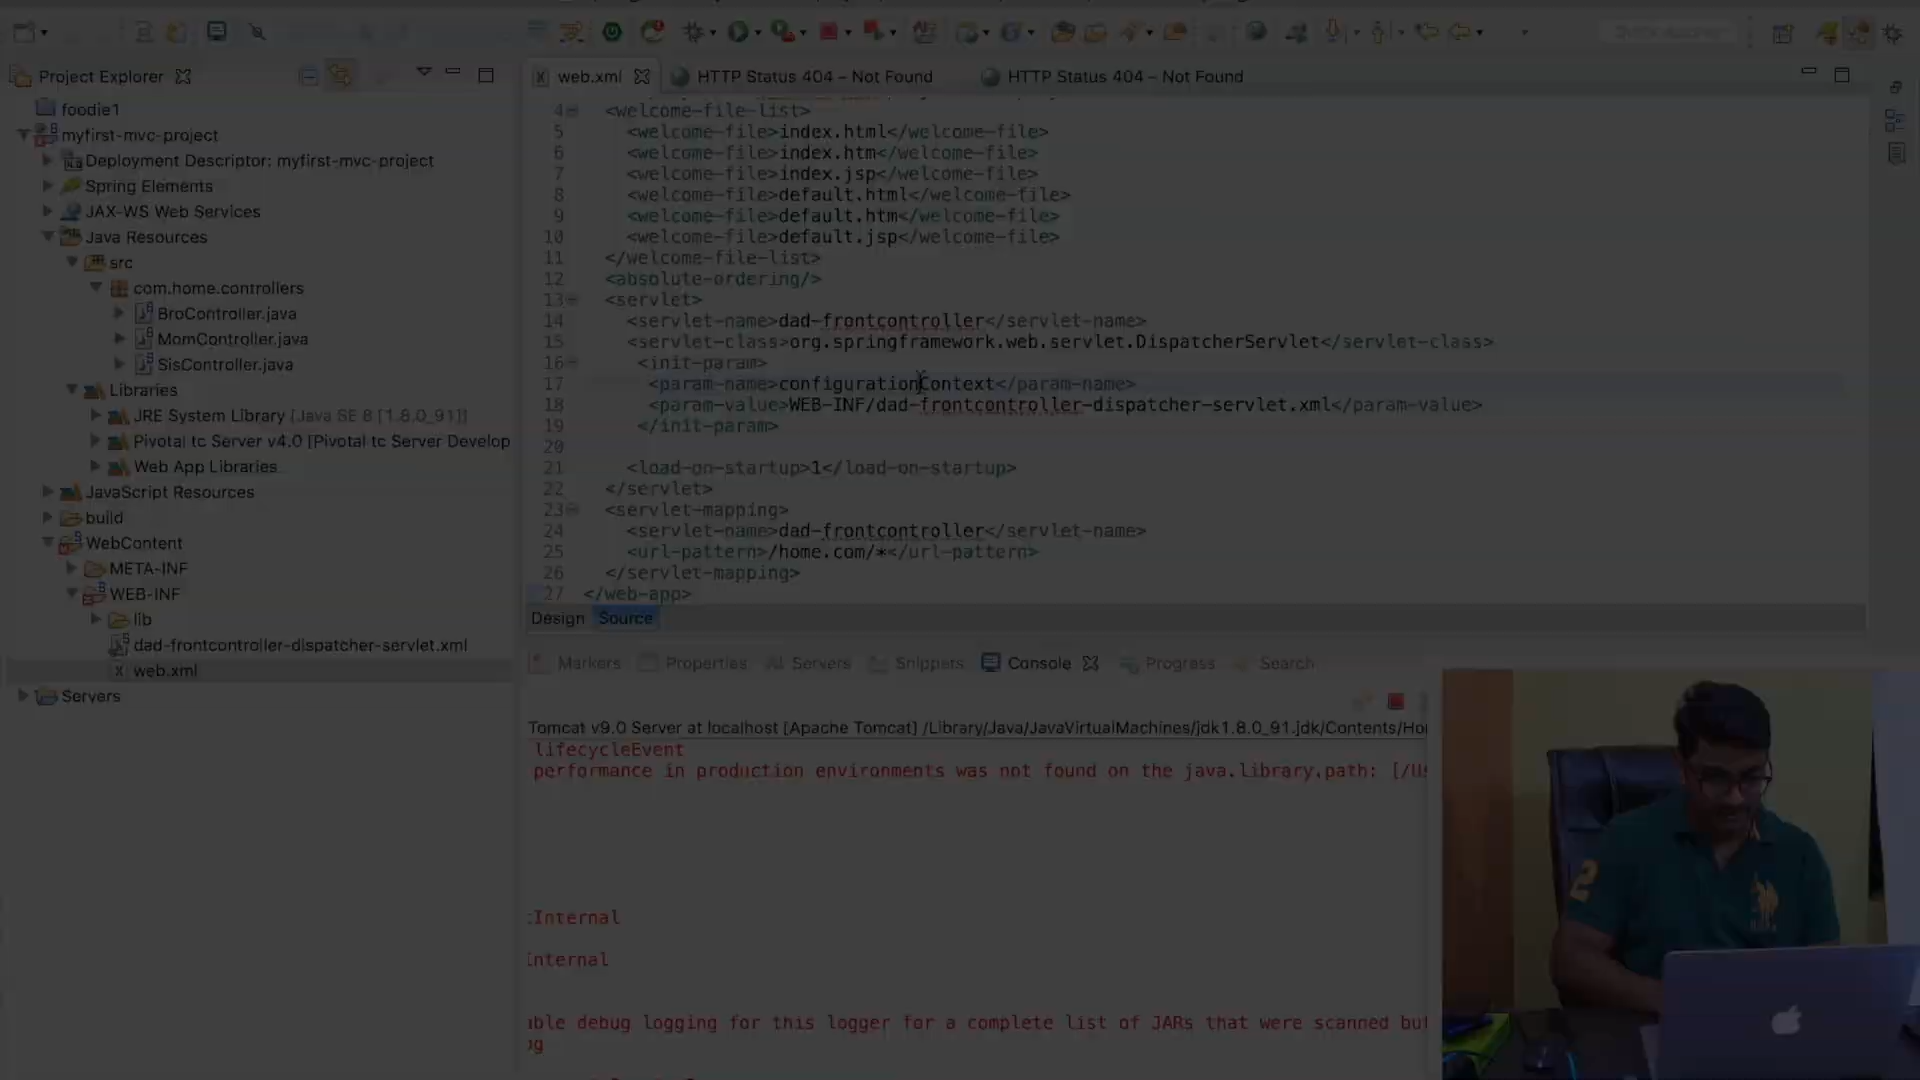 Project Explorer
foodie1
myfirst-mvc-project
Deployment Descriptor: myfirst-mvc-project
Spring Elements
JAX-WS Web Services
Java Resources
src
com.home.controllers
BroController.java
MomController.java
SisController.java
Libraries
JRE System Library (Java SE 8 [1.8.0_91])
Pivotal tc Server v4.0 [Pivotal tc Server Develop
Web App Libraries
JavaScript Resources
build
WebContent
META-INF
WEB-INF
lib
dad-frontcontroller-dispatcher-servlet.xml
web.xml
Servers
web.xml HTTP Status 404 – Not Found HTTP Status 404 – Not Found
4 <welcome-file-list>
5 <welcome-file>index.html</welcome-file>
6 <welcome-file>index.htm</welcome-file>
7 <welcome-file>index.jsp</welcome-file>
8 <welcome-file>default.html</welcome-file>
9 <welcome-file>default.htm</welcome-file>
10 <welcome-file>default.jsp</welcome-file>
11 </welcome-file-list>
12 <absolute-ordering/>
13 <servlet>
14 <servlet-name>dad-frontcontroller</servlet-name>
15 <servlet-class>org.springframework.web.servlet.DispatcherServlet</servlet-class>
16 <init-param>
17 <param-name>configurationContext</param-name>
18 <param-value>WEB-INF/dad-frontcontroller-dispatcher-servlet.xml</param-value>
19 </init-param>
20
21 <load-on-startup>1</load-on-startup>
22 </servlet>
23 <servlet-mapping>
24 <servlet-name>dad-frontcontroller</servlet-name>
25 <url-pattern>/home.com/*</url-pattern>
26 </servlet-mapping>
27 </web-app>
Design Source
Markers Properties Servers Snippets Console Progress Search
Tomcat v9.0 Server at localhost [Apache Tomcat] /Library/Java/JavaVirtualMachines/jdk1.8.0_91.jdk/Contents/Ho
lifecycleEvent
performance in production environments was not found on the java.library.path: [/Us
Internal
Internal
debug logging for this logger for a complete list of JARs that were scanned but
2